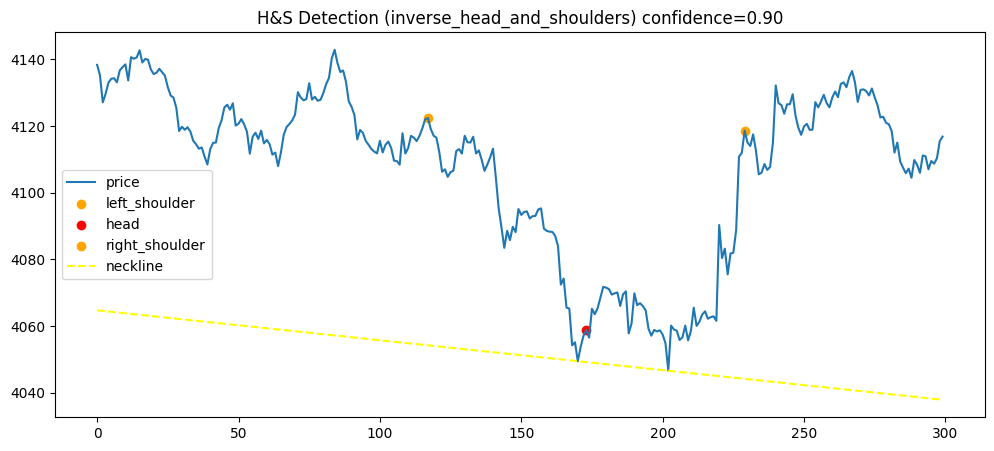 H&S Detection (inverse_head_and_shoulders) confidence=0.90
4140
4120
4100
4080
4060
4040
price
left_shoulder
head
right_shoulder
neckline
0
50
100
150
200
250
300